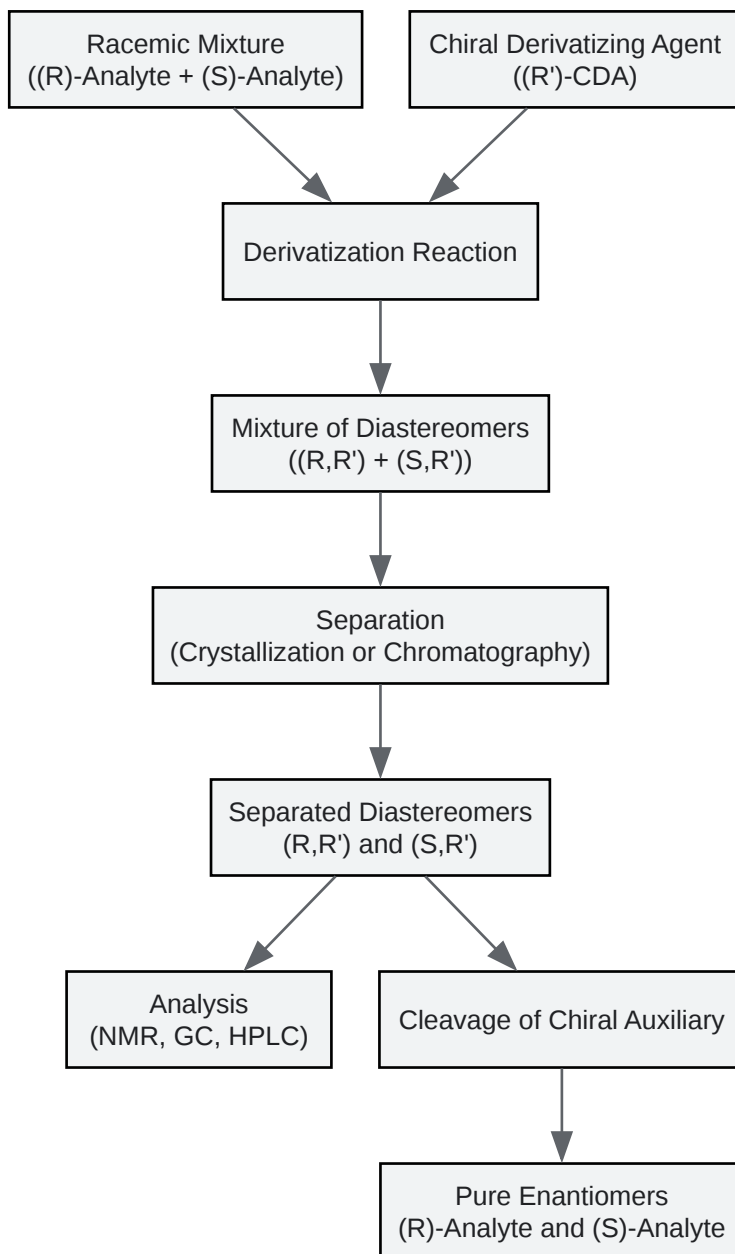 Racemic Mixture
((R)-Analyte + (S)-Analyte)
Chiral Derivatizing Agent
((R')-CDA)
Derivatization Reaction
Mixture of Diastereomers
((R,R') + (S,R'))
Separation
(Crystallization or Chromatography)
Separated Diastereomers
(R,R') and (S,R')
Analysis
(NMR, GC, HPLC)
Cleavage of Chiral Auxiliary
Pure Enantiomers
(R)-Analyte and (S)-Analyte